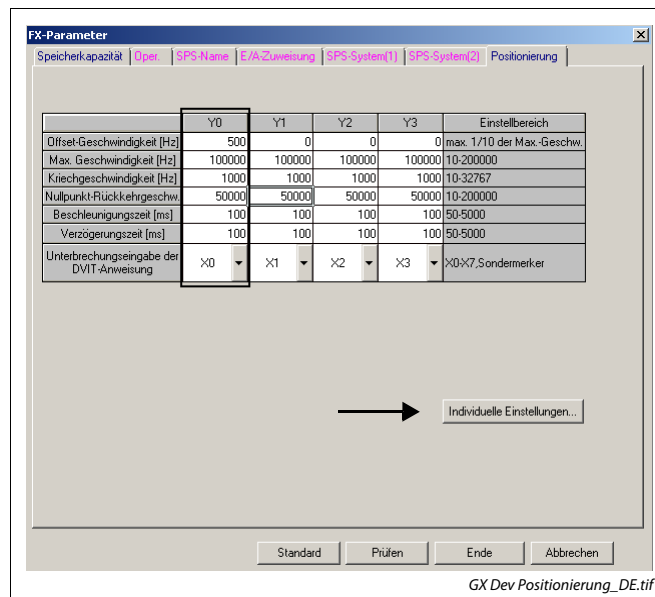 FX-Parameter
Speicherkapazität Oper. SPS-Name E/A-Zuweisung SPS-System(1) SPS-System(2) Positionierung
Y0 Y1 Y2 Y3 Einstellbereich
Offset-Geschwindigkeit [Hz] 500 0 0 0 max. 1/10 der Max.-Geschw.
Max. Geschwindigkeit [Hz] 100000 100000 100000 100000 10-200000
Kriechgeschwindigkeit [Hz] 1000 1000 1000 1000 10-32767
Nullpunkt-Rückkehrgeschw. 50000 50000 50000 50000 10-200000
Beschleunigungszeit [ms] 100 100 100 100 50-5000
Verzögerungszeit [ms] 100 100 100 100 50-5000
Unterbrechungseingabe der
DVIT-Anweisung X0 X1 X2 X3 X0-X7,Sondermerker
Individuelle Einstellungen...
Standard Prüfen Ende Abbrechen
GX Dev Positionierung_DE.tif